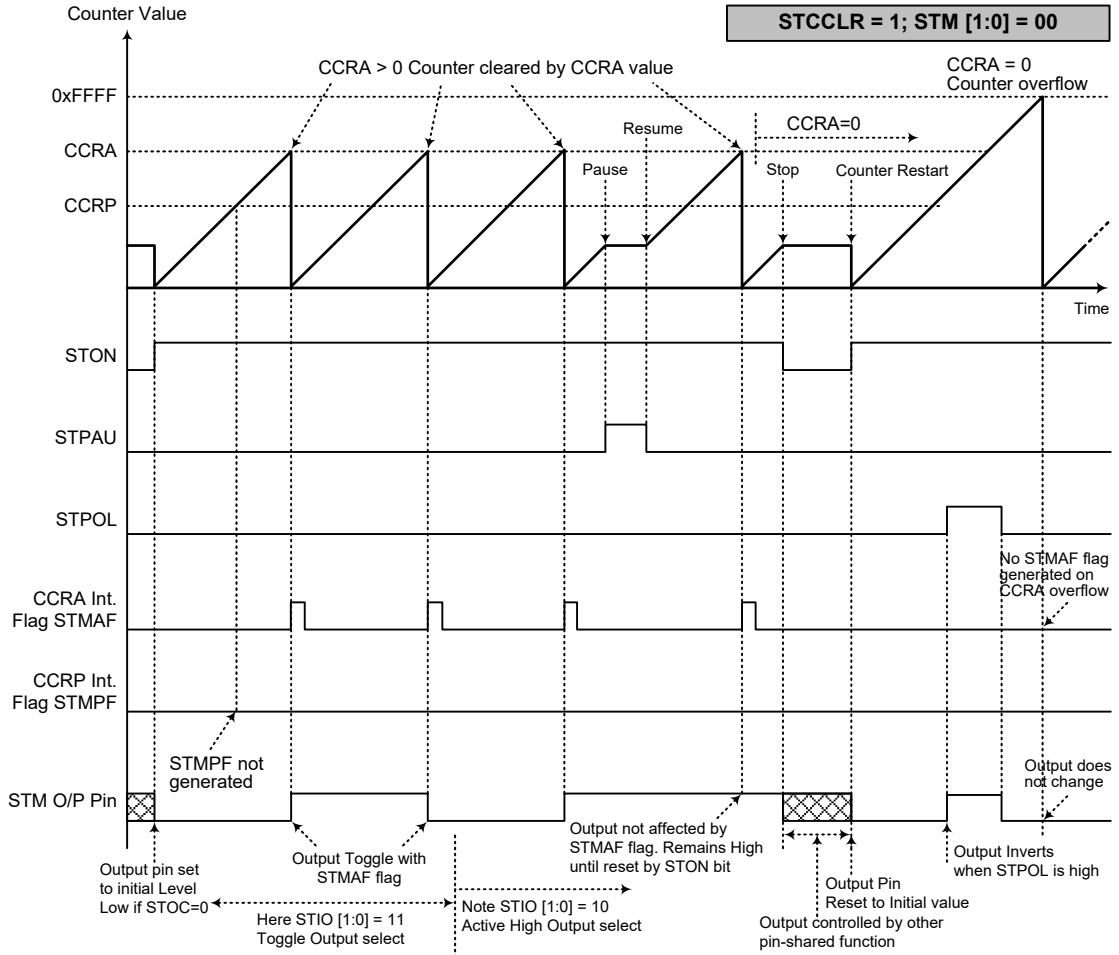 Counter Value
STCCLR = 1; STM [1:0] = 00
CCRA > 0 Counter cleared by CCRA value
CCRA = 0
Counter overflow
0xFFFF
Resume
CCRA=0
CCRA
Pause
Stop
Counter Restart
CCRP
Time
STON
STPAU
STPOL
No STMAF flag
generated on
CCRA overflow
CCRA Int.
Flag STMAF
CCRP Int.
Flag STMPF
STMPF not
generated
Output does
not change
STM O/P Pin
Output pin set
to initial Level
Low if STOC=0
Output Toggle with
STMAF flag
Output not affected by
STMAF flag. Remains High
until reset by STON bit
Output Inverts
when STPOL is high
Output Pin
Reset to Initial value
Here STIO [1:0] = 11
Toggle Output select
Note STIO [1:0] = 10
Active High Output select
Output controlled by other
pin-shared function